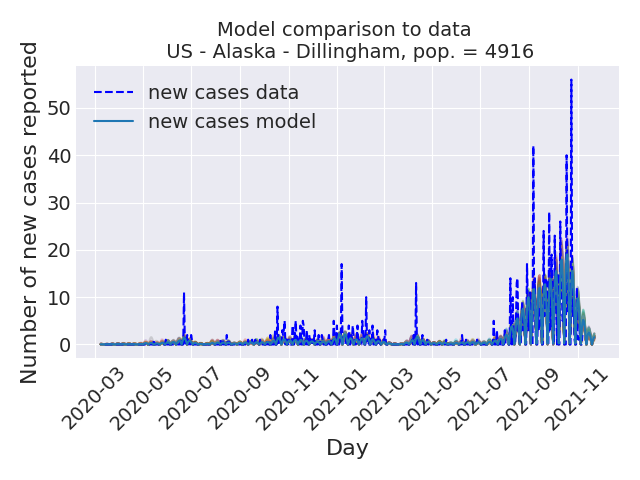 Model comparison to data
US - Alaska - Dillingham, pop. = 4916
Number of new cases reported
50
40
30
20
10
0
new cases data
new cases model
2020-03
2020-05
2020-07
2020-09
2020-11
2021-01
2021-03
2021-05
2021-07
2021-09
2021-11
Day